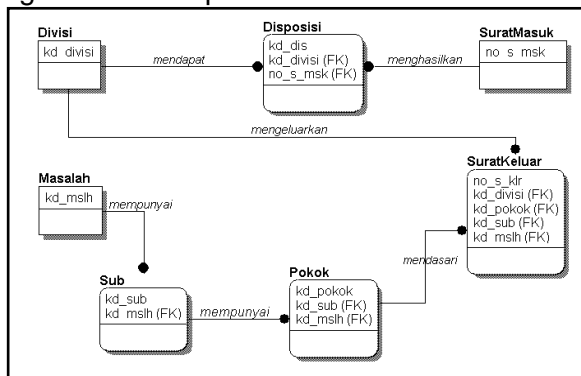 Divisi
kd_divisi
mendapat
Disposisi
kd_dis
kd_divisi (FK)
no_s_msk (FK)
menghasilkan
SuratMasuk
no_s_msk
mengeluarkan
SuratKeluar
no_s_klr
kd_divisi (FK)
kd_pokok (FK)
kd_sub (FK)
kd_mslh (FK)
Masalah
kd_mslh
mempunyai
Sub
kd_sub
kd_mslh (FK)
mempunyai
Pokok
kd_pokok
kd_sub (FK)
kd_mslh (FK)
mendasari